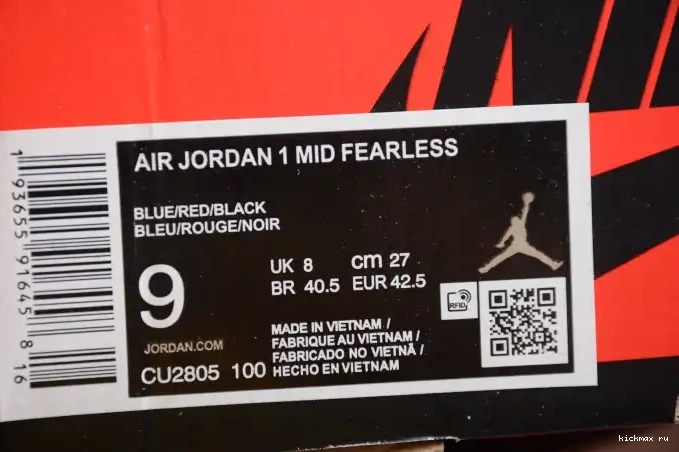 AIR JORDAN 1 MID FEARLESS
BLUE/RED/BLACK
BLEU/ROUGE/NOIR
9
UK 8 cm 27
BR 40.5 EUR 42.5
JORDAN.COM
CU2805 100
MADE IN VIETNAM /
FABRIQUE AU VIETNAM /
FABRICADO NO VIETNÃ /
HECHO EN VIETNAM
RFID
1 93655 91645 8 16
kickmax ru